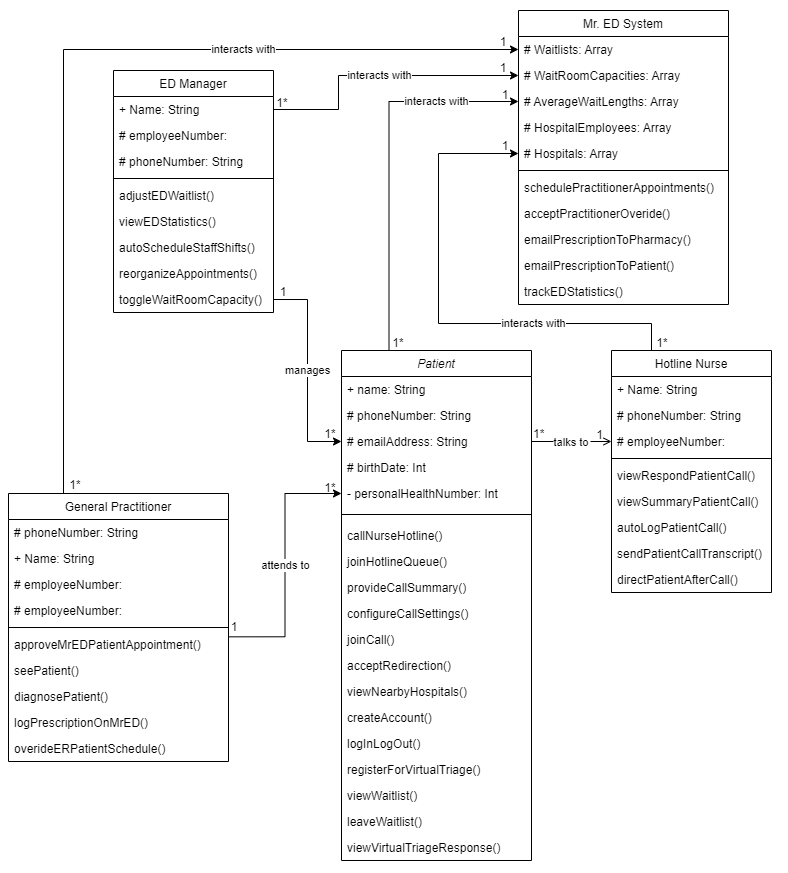 Mr. ED System
# Waitlists: Array
# WaitRoomCapacities: Array
# AverageWaitLengths: Array
# HospitalEmployees: Array
# Hospitals: Array
schedulePractitionerAppointments()
acceptPractitionerOveride()
emailPrescriptionToPharmacy()
emailPrescriptionToPatient()
trackEDStatistics()
interacts with
1
1*
ED Manager
+ Name: String
# employeeNumber:
# phoneNumber: String
adjustEDWaitlist()
viewEDStatistics()
autoScheduleStaffShifts()
reorganizeAppointments()
toggleWaitRoomCapacity()
1*
interacts with
1
interacts with
1
1*
1
interacts with
1*
1
manages
1*
Patient
+ name: String
# phoneNumber: String
# emailAddress: String
# birthDate: Int
- personalHealthNumber: Int
callNurseHotline()
joinHotlineQueue()
provideCallSummary()
configureCallSettings()
joinCall()
acceptRedirection()
viewNearbyHospitals()
createAccount()
logInLogOut()
registerForVirtualTriage()
viewWaitlist()
leaveWaitlist()
viewVirtualTriageResponse()
1*
talks to
1
Hotline Nurse
+ Name: String
# phoneNumber: String
# employeeNumber:
viewRespondPatientCall()
viewSummaryPatientCall()
autoLogPatientCall()
sendPatientCallTranscript()
directPatientAfterCall()
General Practitioner
# phoneNumber: String
+ Name: String
# employeeNumber:
# employeeNumber:
approveMrEDPatientAppointment()
seePatient()
diagnosePatient()
logPrescriptionOnMrED()
overideERPatientSchedule()
1
attends to
1*